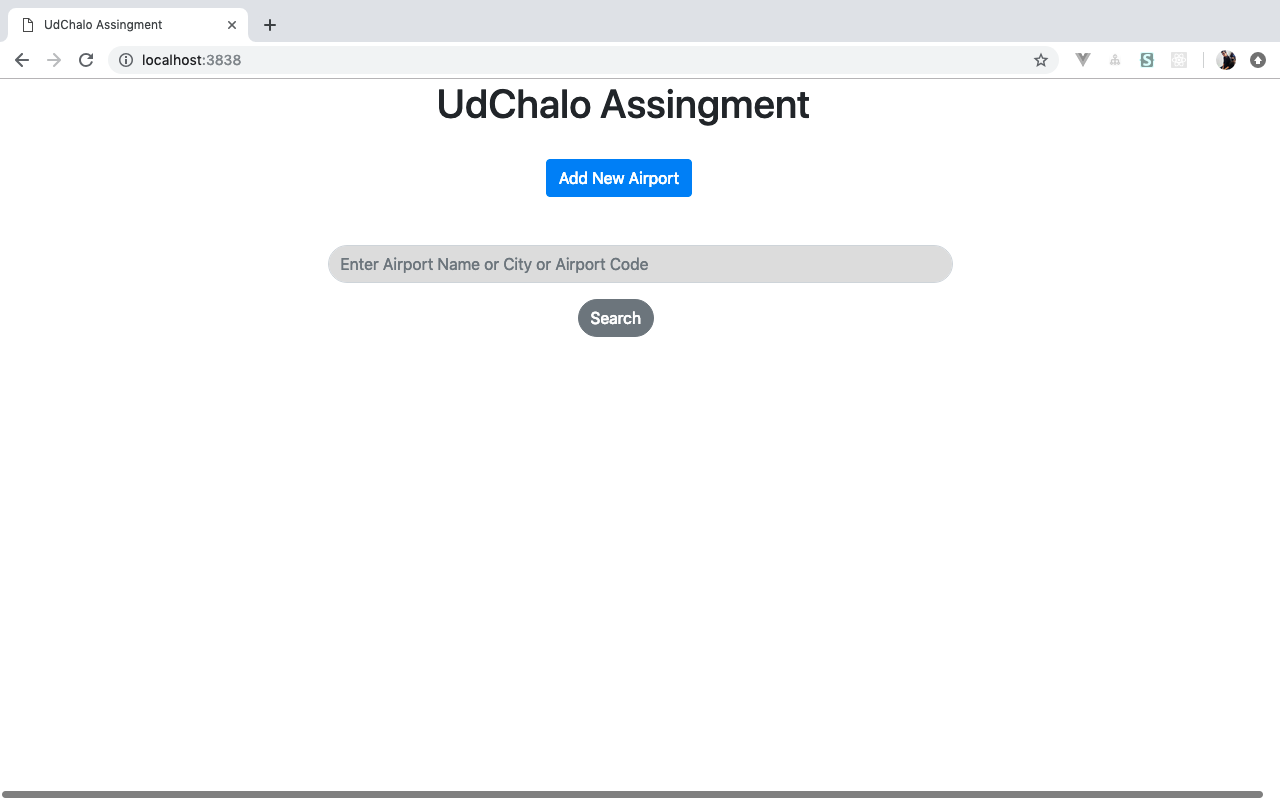 UdChalo Assingment
localhost:3838
UdChalo Assingment
Add New Airport
Enter Airport Name or City or Airport Code
Search